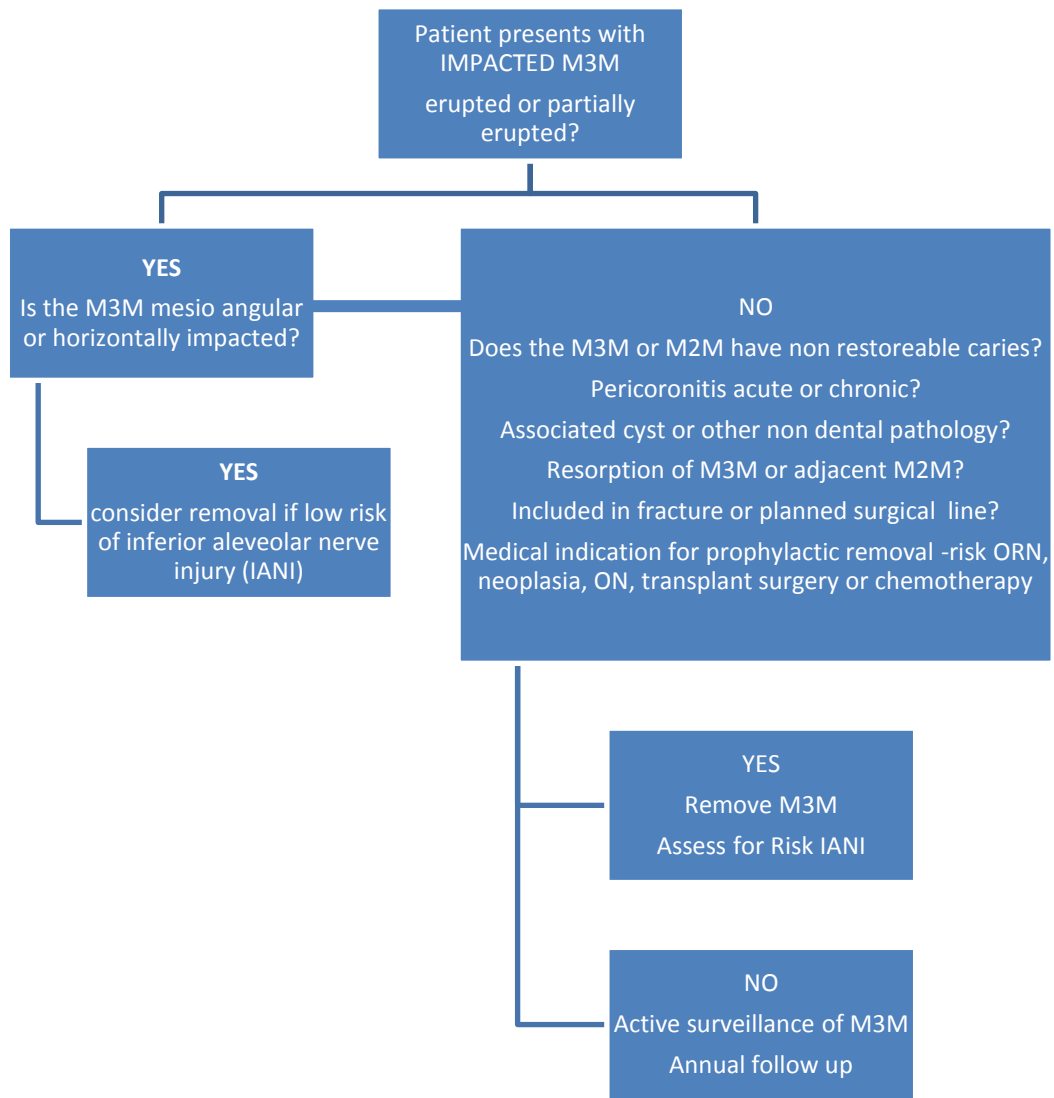 Patient presents with
IMPACTED M3M
erupted or partially
erupted?
YES
Is the M3M mesio angular
or horizontally impacted?
YES
consider removal if low risk
of inferior aleveolar nerve
injury (IANI)
NO
Does the M3M or M2M have non restoreable caries?
Pericoronitis acute or chronic?
Associated cyst or other non dental pathology?
Resorption of M3M or adjacent M2M?
Included in fracture or planned surgical line?
Medical indication for prophylactic removal -risk ORN,
neoplasia, ON, transplant surgery or chemotherapy
YES
Remove M3M
Assess for Risk IANI
NO
Active surveillance of M3M
Annual follow up